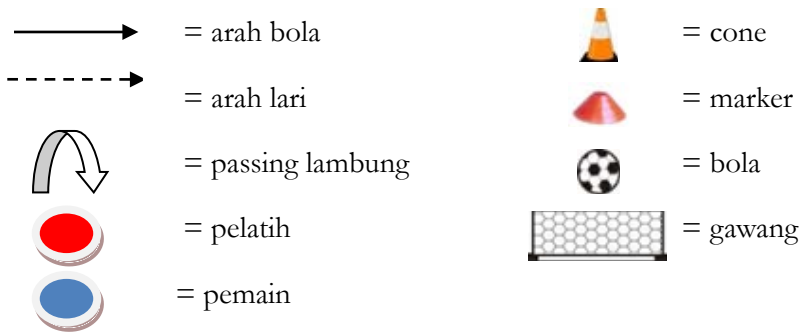 = arah bola
= arah lari
= passing lambung
= pelatih
= pemain
= cone
= marker
= bola
= gawang